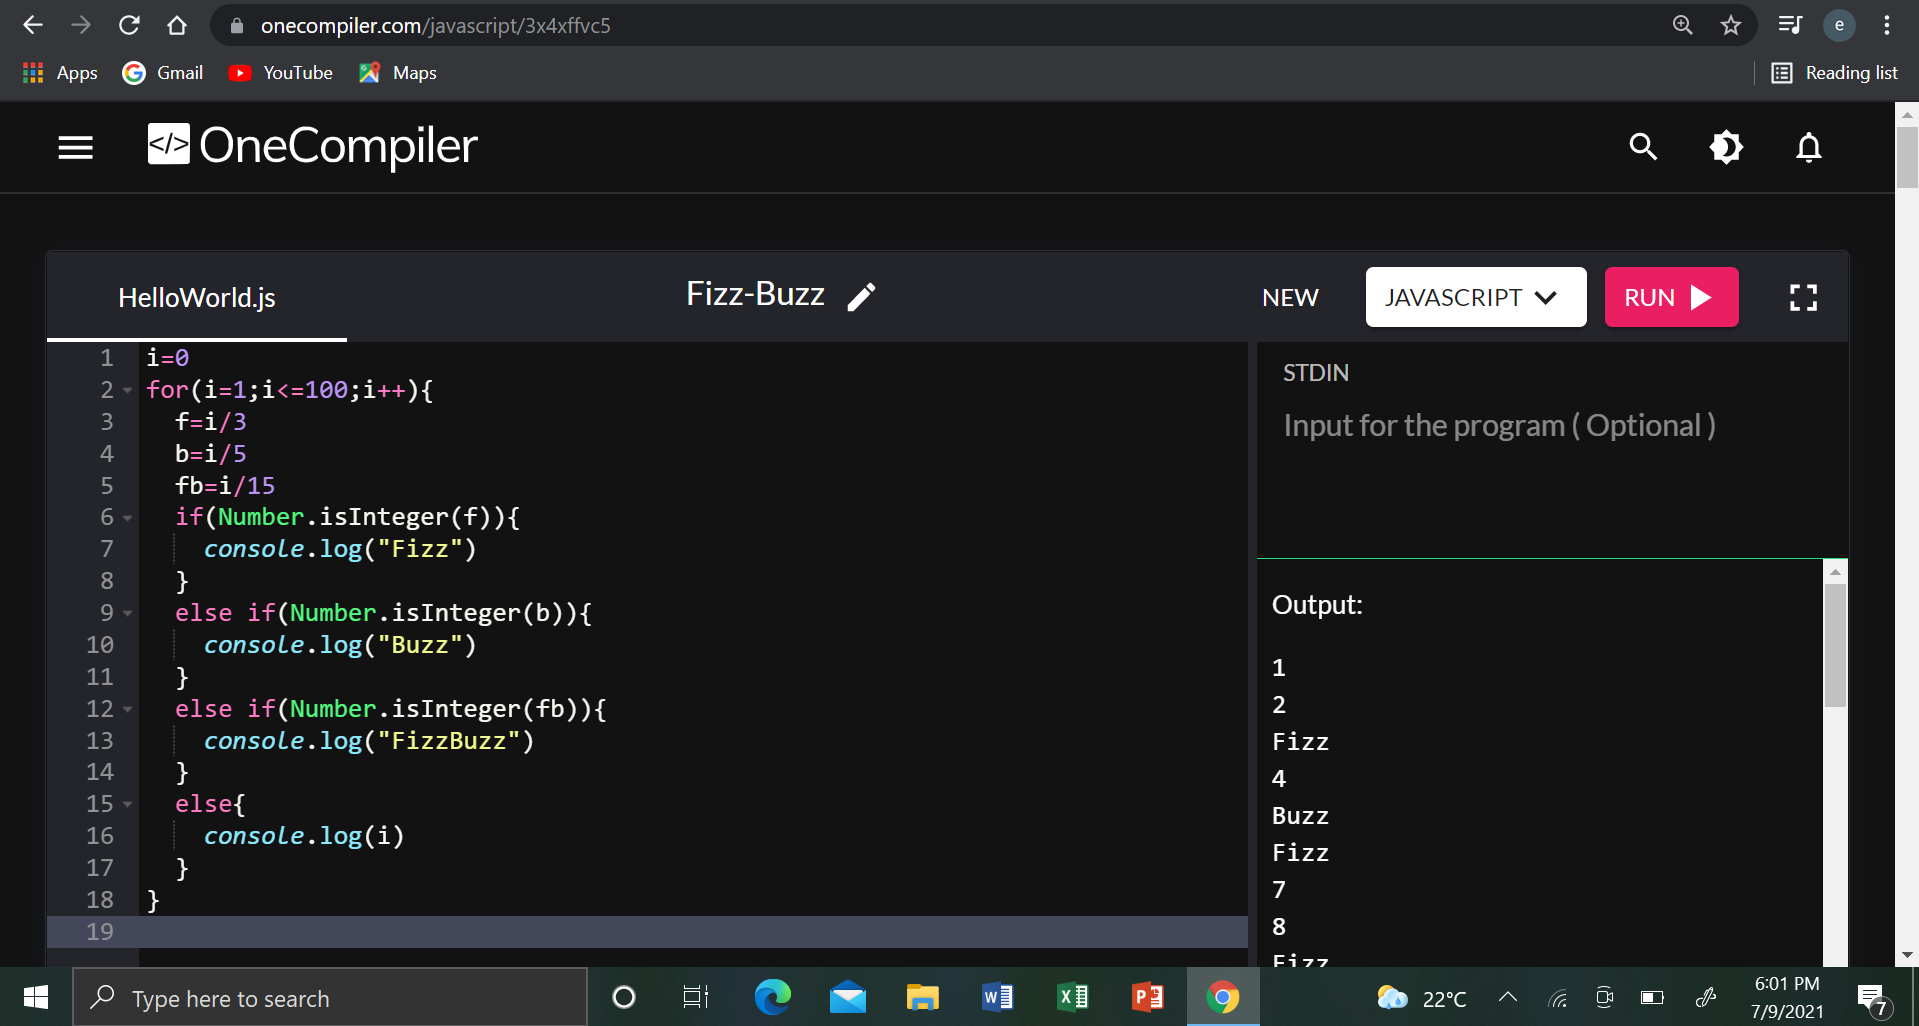 onecompiler.com/javascript/3x4xffvc5
e
Apps Gmail YouTube Maps Reading list
</> OneCompiler
HelloWorld.js Fizz-Buzz NEW JAVASCRIPT RUN
1 i=0
2 for(i=1;i<=100;i++){
3 f=i/3
4 b=i/5
5 fb=i/15
6 if(Number.isInteger(f)){
7 console.log("Fizz")
8 }
9 else if(Number.isInteger(b)){
10 console.log("Buzz")
11 }
12 else if(Number.isInteger(fb)){
13 console.log("FizzBuzz")
14 }
15 else{
16 console.log(i)
17 }
18 }
19
STDIN
Input for the program ( Optional )
Output:
1
2
Fizz
4
Buzz
Fizz
7
8
Fizz
Type here to search
22°C
6:01 PM
7/9/2021
7